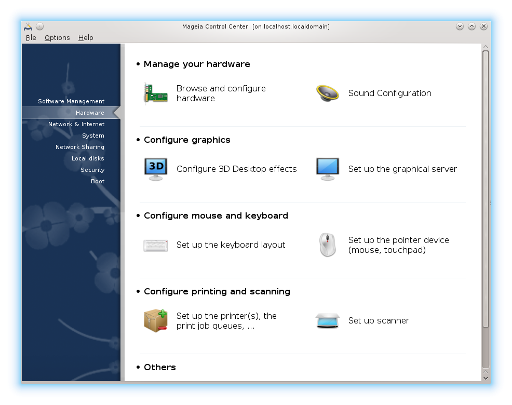 Mageia Control Center [on localhost.localdomain]
File Options Help
Software Management
Hardware
Network & Internet
System
Network Sharing
Local disks
Security
Boot
• Manage your hardware
Browse and configure
hardware
Sound Configuration
• Configure graphics
3D
Configure 3D Desktop effects
Set up the graphical server
• Configure mouse and keyboard
Set up the keyboard layout
Set up the pointer device
(mouse, touchpad)
• Configure printing and scanning
Set up the printer(s), the
print job queues, ...
Set up scanner
• Others